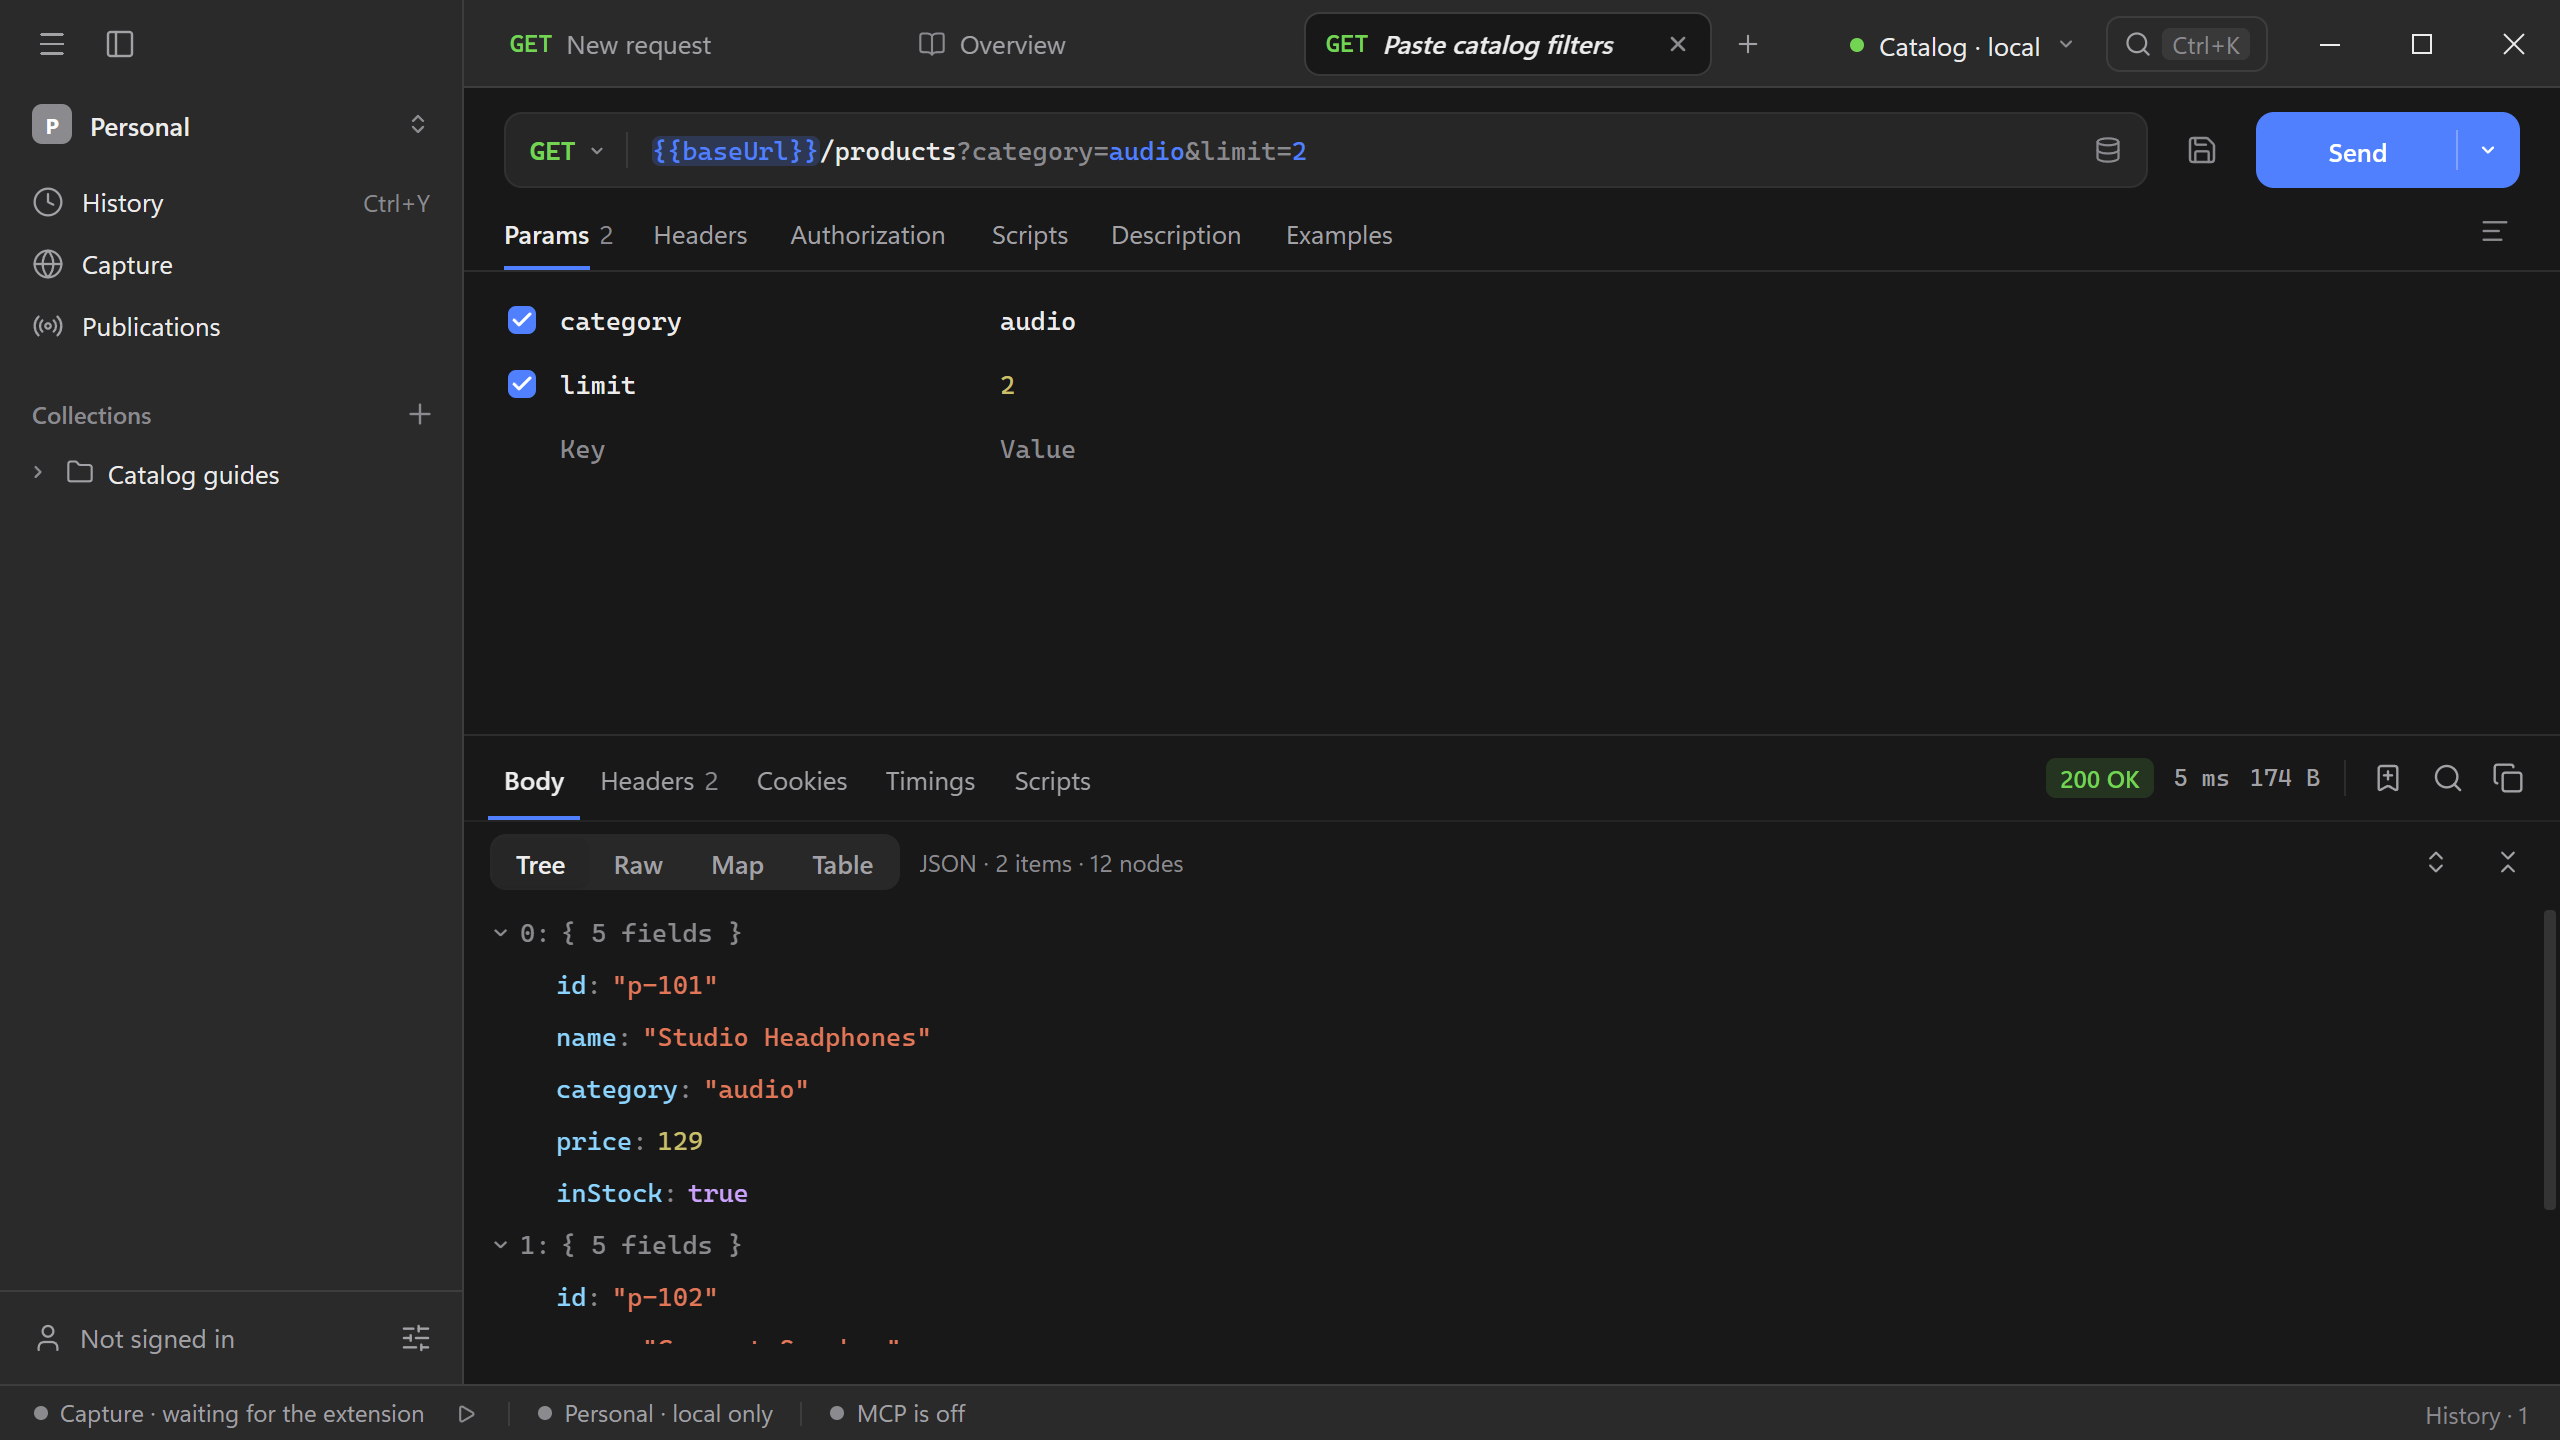 GET New request
Overview
GET Paste catalog filters
Catalog · local
Ctrl+K
P Personal
History Ctrl+Y
Capture
Publications
Collections
Catalog guides
Not signed in
GET {{baseUrl}}/products?category=audio&limit=2
Send
Params 2 Headers Authorization Scripts Description Examples
category audio
limit 2
Key Value
Body Headers 2 Cookies Timings Scripts
200 OK 5 ms 174 B
Tree Raw Map Table JSON · 2 items · 12 nodes
0: { 5 fields }
id: "p-101"
name: "Studio Headphones"
category: "audio"
price: 129
inStock: true
1: { 5 fields }
id: "p-102"
Capture · waiting for the extension
Personal · local only
MCP is off
History · 1